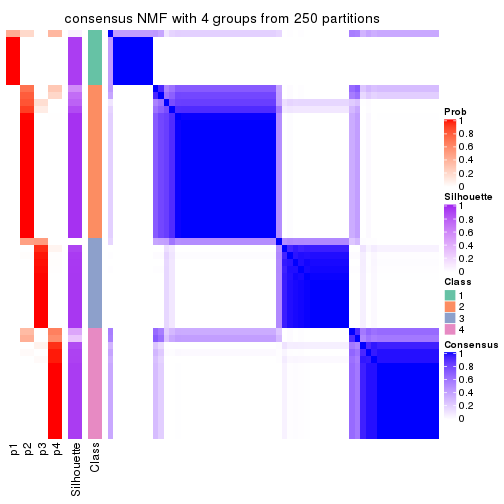 consensus NMF with 4 groups from 250 partitions
Prob
1
0.8
0.6
0.4
0.2
0
Silhouette
1
0.8
0.6
0.4
0.2
0
Class
1
2
3
4
Consensus
1
0.8
0.6
0.4
0.2
0
p1
p2
p3
p4
Silhouette
Class